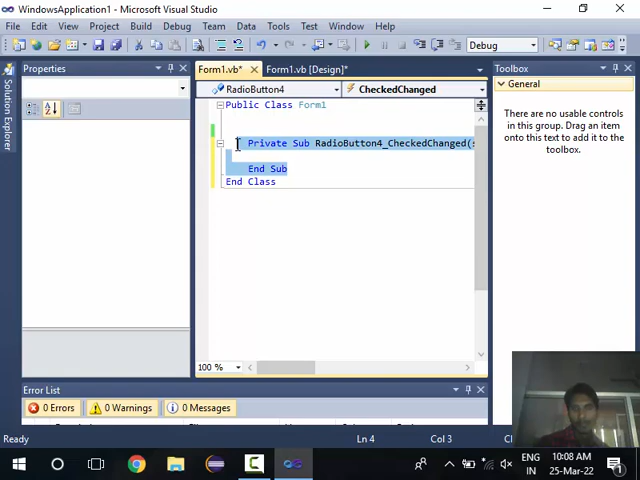 WindowsApplication1 - Microsoft Visual Studio
File Edit View Project Build Debug Team Data Tools Architecture Test
Window Help
Debug
Solution Explorer
Properties
Form1.vb* Form1.vb [Design]*
RadioButton4 CheckedChanged
Public Class Form1
Private Sub RadioButton4_CheckedChanged(s
End Sub
End Class
100 %
Toolbox
General
There are no usable controls
in this group. Drag an item
onto this text to add it to the
toolbox.
Error List
0 Errors 0 Warnings 0 Messages
Ready Ln 4 Col 3
ENG 10:08 AM
IN 25-Mar-22
1